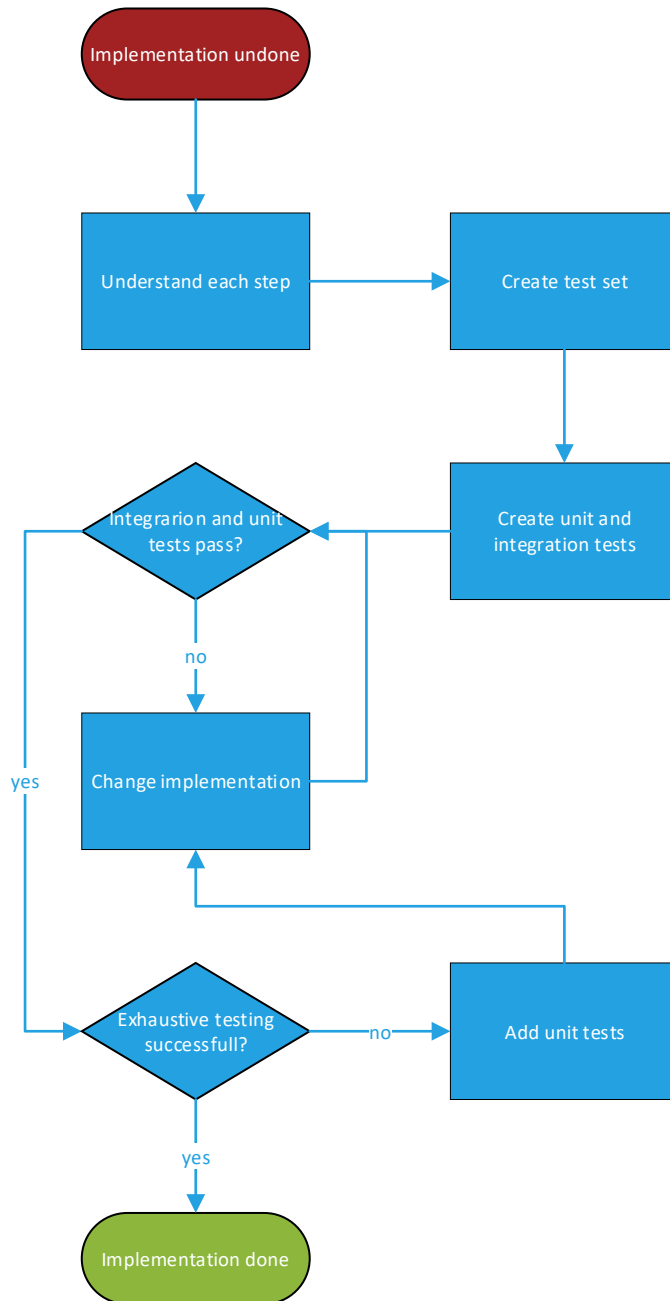 Implementation undone
Understand each step
Create test set
Integrarion and unit
tests pass?
Create unit and
integration tests
no
Change implementation
yes
Exhaustive testing
successfull?
no
Add unit tests
yes
Implementation done